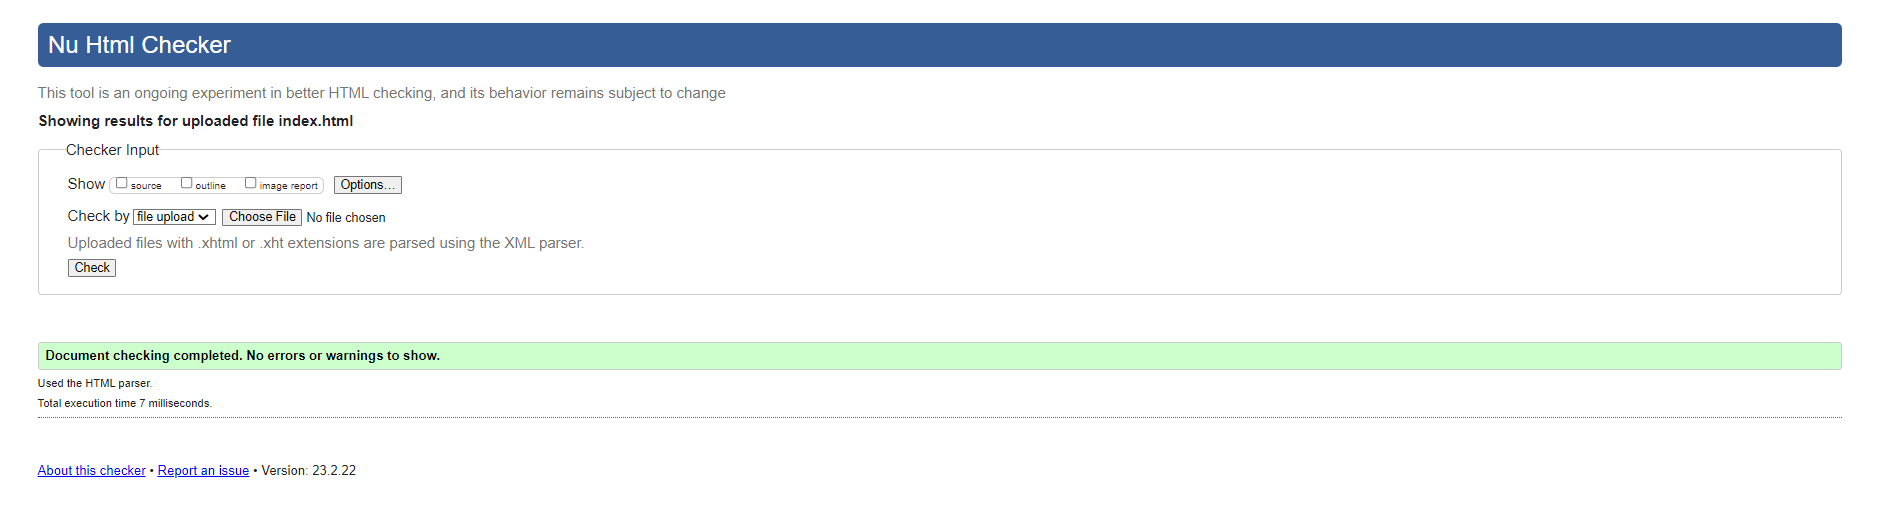 Nu Html Checker
This tool is an ongoing experiment in better HTML checking, and its behavior remains subject to change
Showing results for uploaded file index.html
Checker Input
Show source outline image report Options...
Check by file upload Choose File No file chosen
Uploaded files with .xhtml or .xht extensions are parsed using the XML parser.
Check
Document checking completed. No errors or warnings to show.
Used the HTML parser.
Total execution time 7 milliseconds.
About this checker • Report an issue • Version: 23.2.22